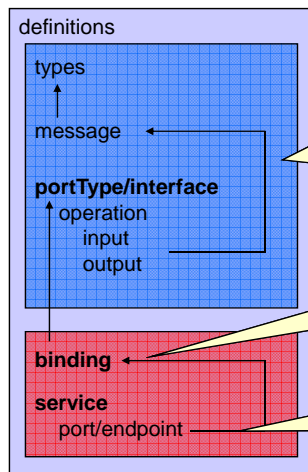 definitions
types
message
portType/interface
operation
input
output
binding
service
port/endpoint